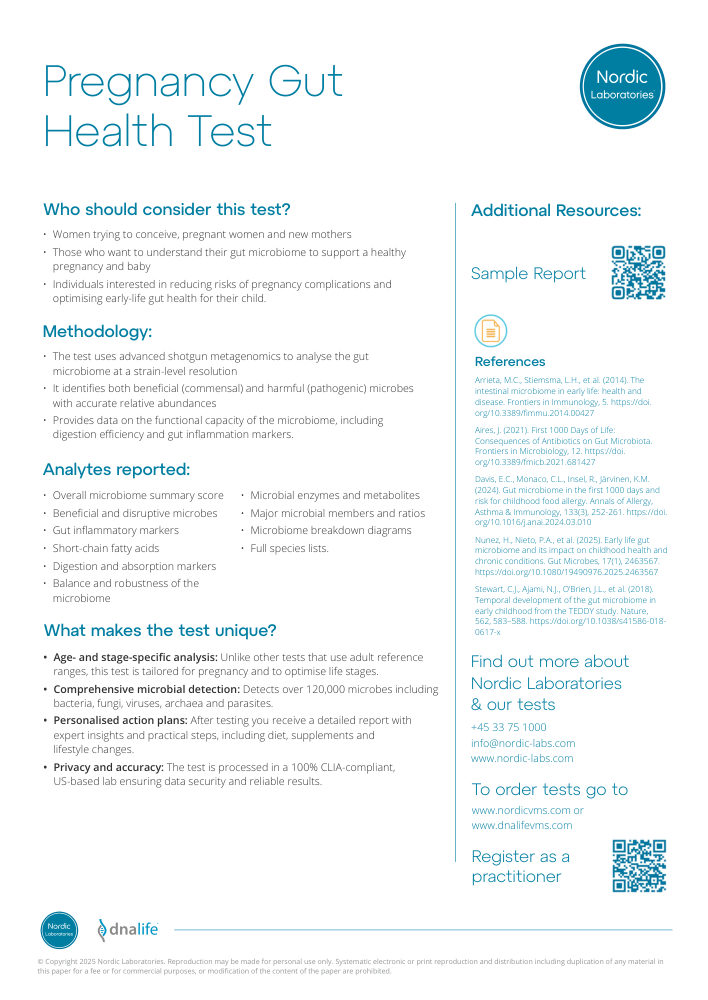 Pregnancy Gut
Health Test
Nordic
Laboratories
Who should consider this test?
• Women trying to conceive, pregnant women and new mothers
• Those who want to understand their gut microbiome to support a healthy
pregnancy and baby
• Individuals interested in reducing risks of pregnancy complications and
optimising early-life gut health for their child.
Methodology:
• The test uses advanced shotgun metagenomics to analyse the gut
microbiome at a strain-level resolution
• It identifies both beneficial (commensal) and harmful (pathogenic) microbes
with accurate relative abundances
• Provides data on the functional capacity of the microbiome, including
digestion efficiency and gut inflammation markers.
Analytes reported:
• Overall microbiome summary score
• Beneficial and disruptive microbes
• Gut inflammatory markers
• Short-chain fatty acids
• Digestion and absorption markers
• Balance and robustness of the
microbiome
• Microbial enzymes and metabolites
• Major microbial members and ratios
• Microbiome breakdown diagrams
• Full species lists.
What makes the test unique?
• Age- and stage-specific analysis: Unlike other tests that use adult reference
ranges, this test is tailored for pregnancy and to optimise life stages.
• Comprehensive microbial detection: Detects over 120,000 microbes including
bacteria, fungi, viruses, archaea and parasites.
• Personalised action plans: After testing you receive a detailed report with
expert insights and practical steps, including diet, supplements and
lifestyle changes.
• Privacy and accuracy: The test is processed in a 100% CLIA-compliant,
US-based lab ensuring data security and reliable results.
Additional Resources:
Sample Report
References
Arrieta, M.C., Stiemsma, L.H., et al. (2014). The
intestinal microbiome in early life: health and
disease. Frontiers in Immunology, 5. https://doi.
org/10.3389/fimmu.2014.00427
Aires, J. (2021). First 1000 Days of Life:
Consequences of Antibiotics on Gut Microbiota.
Frontiers in Microbiology, 12. https://doi.
org/10.3389/fmicb.2021.681427
Davis, E.C., Monaco, C.L., Insel, R., Järvinen, K.M.
(2024). Gut microbiome in the first 1000 days and
risk for childhood food allergy. Annals of Allergy,
Asthma & Immunology, 133(3), 252-261. https://doi.
org/10.1016/j.anai.2024.03.010
Nunez, H., Nieto, P.A., et al. (2025). Early life gut
microbiome and its impact on childhood health and
chronic conditions. Gut Microbes, 17(1), 2463567.
https://doi.org/10.1080/19490976.2025.2463567
Stewart, C.J., Ajami, N.J., O'Brien, J.L., et al. (2018).
Temporal development of the gut microbiome in
early childhood from the TEDDY study. Nature,
562, 583–588. https://doi.org/10.1038/s41586-018-
0617-x
Find out more about
Nordic Laboratories
& our tests
+45 33 75 1000
info@nordic-labs.com
www.nordic-labs.com
To order tests go to
www.nordicvms.com or
www.dnalifevms.com
Register as a
practitioner
Nordic
Laboratories
dnalife
© Copyright 2025 Nordic Laboratories. Reproduction may be made for personal use only. Systematic electronic or print reproduction and distribution including duplication of any material in
this paper for a fee or for commercial purposes, or modification of the content of the paper are prohibited.